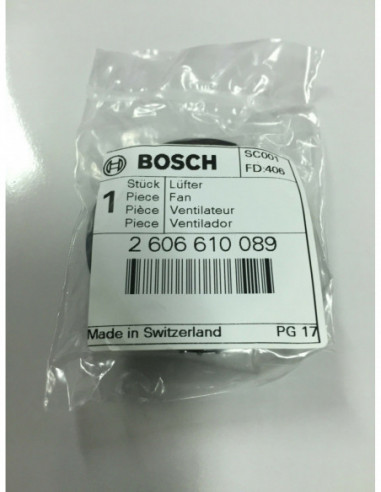 BOSCH
SC001
FD:406
1
Stück Lüfter
Piece Fan
Pièce Ventilateur
Piece Ventilador
2 606 610 089
Made in Switzerland PG 17